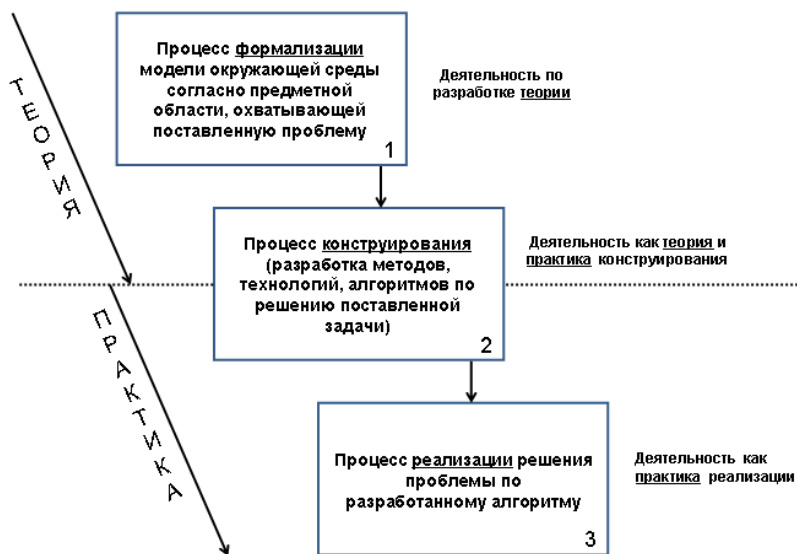 Процесс формализации
модели окружающей среды
согласно предметной
области, охватывающей
поставленную проблему
1
Деятельность по
разработке теории
ТЕОРИЯ
Процесс конструирования
(разработка методов,
технологий, алгоритмов по
решению поставленной
задачи)
2
Деятельность как теория и
практика конструирования
ПРАКТИКА
Процесс реализации решения
проблемы по
разработанному алгоритму
3
Деятельность как
практика реализации